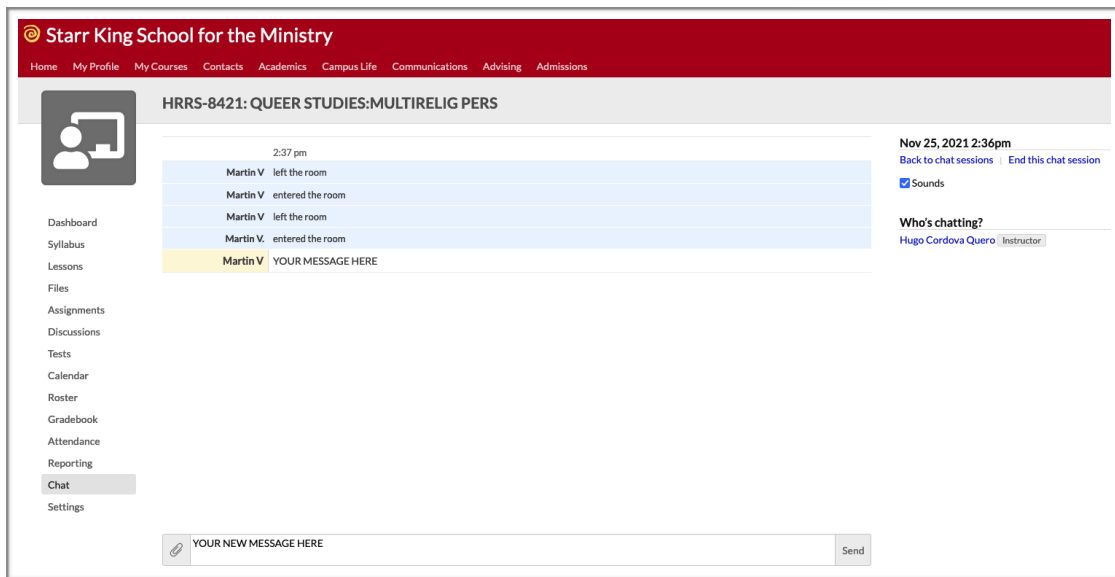 Starr King School for the Ministry
Home My Profile My Courses Contacts Academics Campus Life Communications Advising Admissions
HRRS-8421: QUEER STUDIES:MULTIRELIG PERS
2:37 pm
Martin V left the room
Martin V entered the room
Martin V left the room
Martin V. entered the room
Martin V YOUR MESSAGE HERE
Nov 25, 2021 2:36pm
Back to chat sessions | End this chat session
Sounds
Who's chatting?
Hugo Cordova Quero Instructor
Dashboard
Syllabus
Lessons
Files
Assignments
Discussions
Tests
Calendar
Roster
Gradebook
Attendance
Reporting
Chat
Settings
YOUR NEW MESSAGE HERE
Send